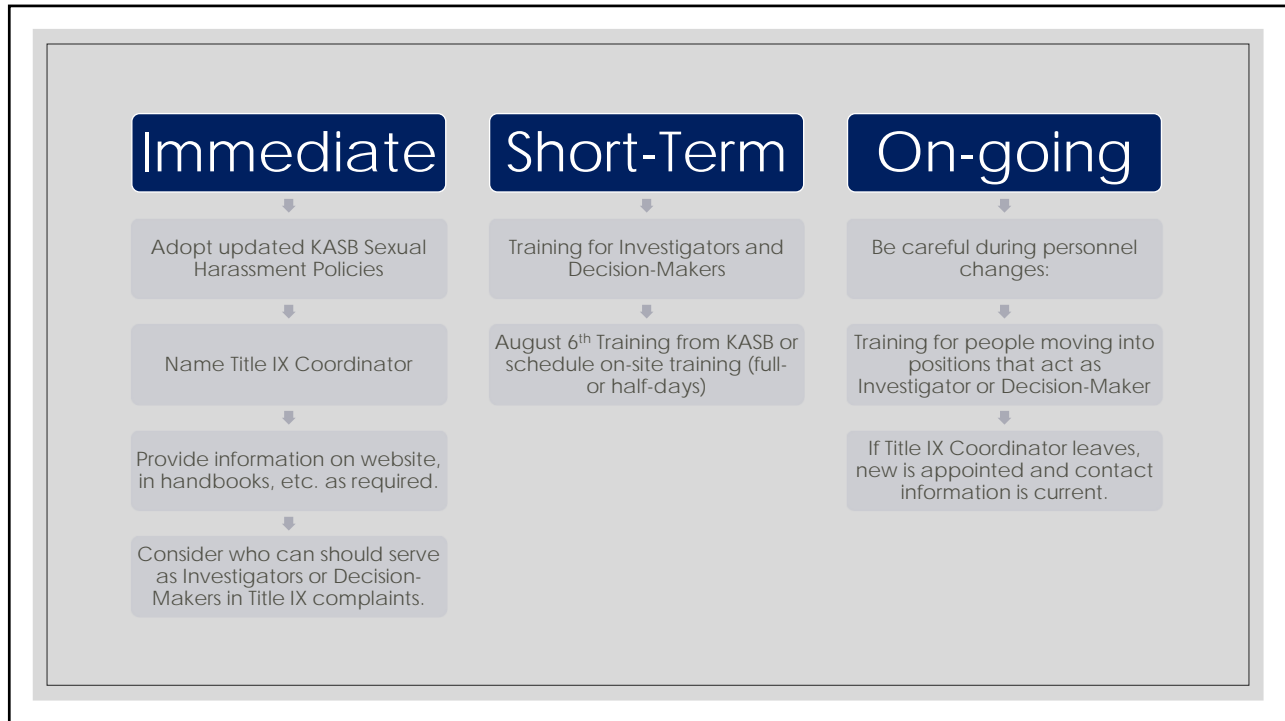 Immediate
Adopt updated KASB Sexual
Harassment Policies
Name Title IX Coordinator
Provide information on website,
in handbooks, etc. as required.
Consider who can should serve
as Investigators or Decision-
Makers in Title IX complaints.
Short-Term
Training for Investigators and
Decision-Makers
August 6th Training from KASB or
schedule on-site training (full-
or half-days)
On-going
Be careful during personnel
changes:
Training for people moving into
positions that act as
Investigator or Decision-Maker
If Title IX Coordinator leaves,
new is appointed and contact
information is current.